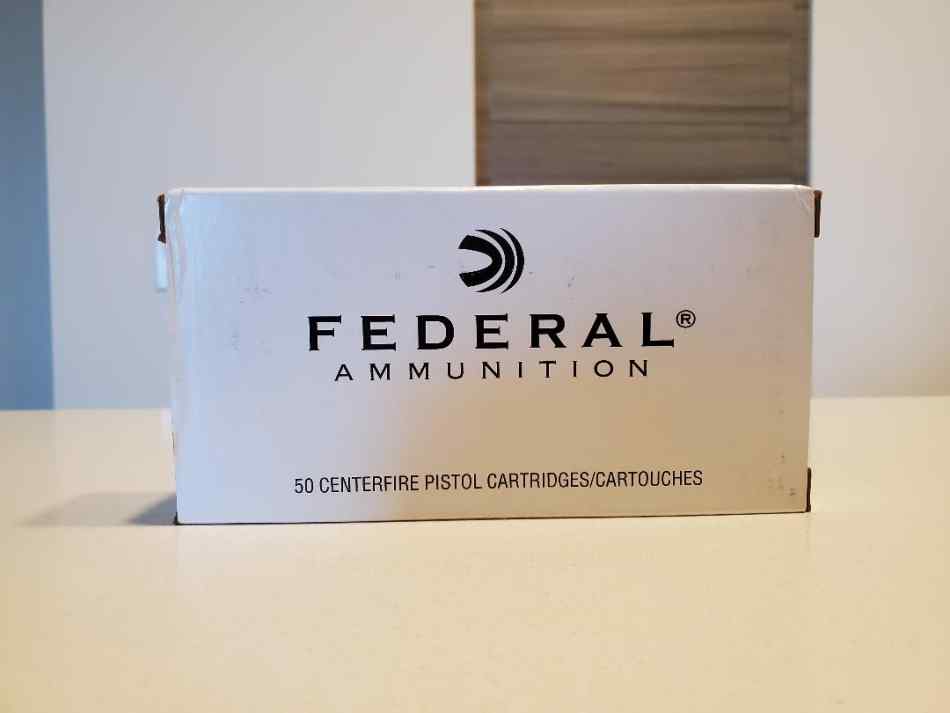 FEDERAL®
AMMUNITION
50 CENTERFIRE PISTOL CARTRIDGES/CARTOUCHES